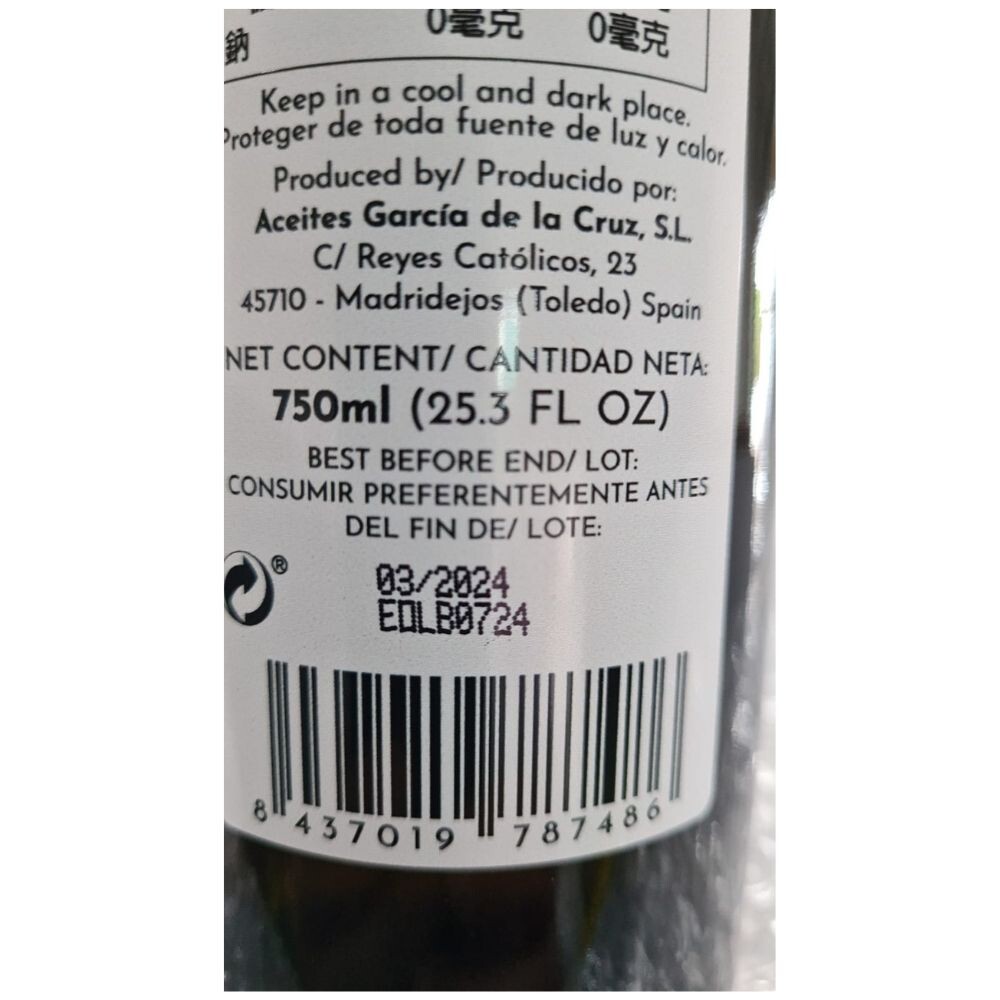 0毫克 0毫克
鈉
Keep in a cool and dark place.
Proteger de toda fuente de luz y calor.
Produced by/ Producido por:
Aceites García de la Cruz, S.L.
C/ Reyes Católicos, 23
45710 - Madridejos (Toledo) Spain
NET CONTENT/ CANTIDAD NETA:
750ml (25.3 FL OZ)
BEST BEFORE END/ LOT:
CONSUMIR PREFERENTEMENTE ANTES
DEL FIN DE/ LOTE:
®
03/2024
EOLB0724
8 437019 787486